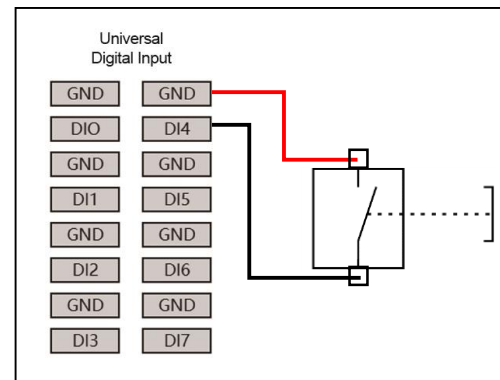 Universal
Digital Input
GND GND
DIO DI4
GND GND
DI1 DI5
GND GND
DI2 DI6
GND GND
DI3 DI7